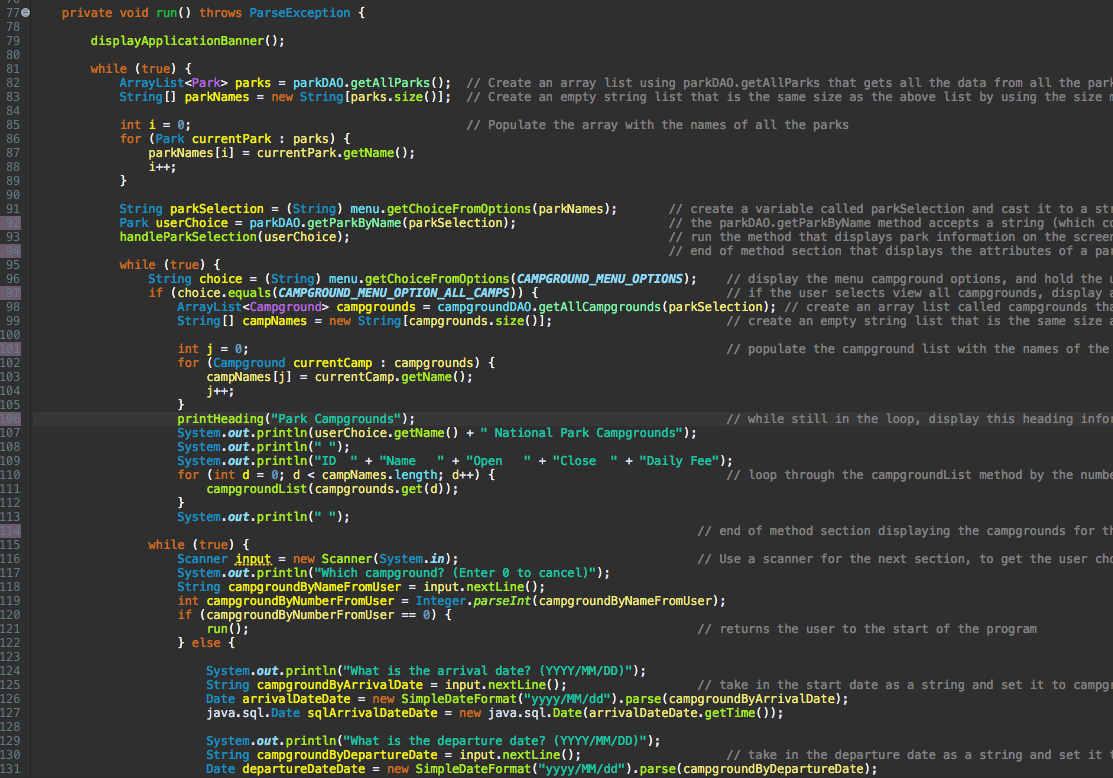 77 private void run() throws ParseException {
78
79 displayApplicationBanner();
80
81 while (true) {
82 ArrayList<Park> parks = parkDAO.getAllParks(); // Create an array list using parkDAO.getAllParks that gets all the data from all the park
83 String[] parkNames = new String[parks.size()]; // Create an empty string list that is the same size as the above list by using the size m
84
85 int i = 0; // Populate the array with the names of all the parks
86 for (Park currentPark : parks) {
87 parkNames[i] = currentPark.getName();
88 i++;
89 }
90
91 String parkSelection = (String) menu.getChoiceFromOptions(parkNames); // create a variable called parkSelection and cast it to a str
92 Park userChoice = parkDAO.getParkByName(parkSelection); // the parkDAO.getParkByName method accepts a string (which co
93 handleParkSelection(userChoice); // run the method that displays park information on the screen
94 // end of method section that displays the attributes of a par
95 while (true) {
96 String choice = (String) menu.getChoiceFromOptions(CAMPGROUND_MENU_OPTIONS); // display the menu campground options, and hold the u
97 if (choice.equals(CAMPGROUND_MENU_OPTION_ALL_CAMPS)) { // if the user selects view all campgrounds, display a
98 ArrayList<Campground> campgrounds = campgroundDAO.getAllCampgrounds(parkSelection); // create an array list called campgrounds tha
99 String[] campNames = new String[campgrounds.size()]; // create an empty string list that is the same size a
100
101 int j = 0; // populate the campground list with the names of the
102 for (Campground currentCamp : campgrounds) {
103 campNames[j] = currentCamp.getName();
104 j++;
105 }
106 printHeading("Park Campgrounds"); // while still in the loop, display this heading infor
107 System.out.println(userChoice.getName() + " National Park Campgrounds");
108 System.out.println(" ");
109 System.out.println("ID  " + "Name   " + "Open   " + "Close  " + "Daily Fee");
110 for (int d = 0; d < campNames.length; d++) { // loop through the campgroundList method by the numbe
111 campgroundList(campgrounds.get(d));
112 }
113 System.out.println(" ");
114 // end of method section displaying the campgrounds for th
115 while (true) {
116 Scanner input = new Scanner(System.in); // Use a scanner for the next section, to get the user cho
117 System.out.println("Which campground? (Enter 0 to cancel)");
118 String campgroundByNameFromUser = input.nextLine();
119 int campgroundByNumberFromUser = Integer.parseInt(campgroundByNameFromUser);
120 if (campgroundByNumberFromUser == 0) {
121 run(); // returns the user to the start of the program
122 } else {
123
124 System.out.println("What is the arrival date? (YYYY/MM/DD)");
125 String campgroundByArrivalDate = input.nextLine(); // take in the start date as a string and set it to campg
126 Date arrivalDateDate = new SimpleDateFormat("yyyy/MM/dd").parse(campgroundByArrivalDate);
127 java.sql.Date sqlArrivalDateDate = new java.sql.Date(arrivalDateDate.getTime());
128
129 System.out.println("What is the departure date? (YYYY/MM/DD)");
130 String campgroundByDepartureDate = input.nextLine(); // take in the departure date as a string and set it t
131 Date departureDateDate = new SimpleDateFormat("yyyy/MM/dd").parse(campgroundByDepartureDate);